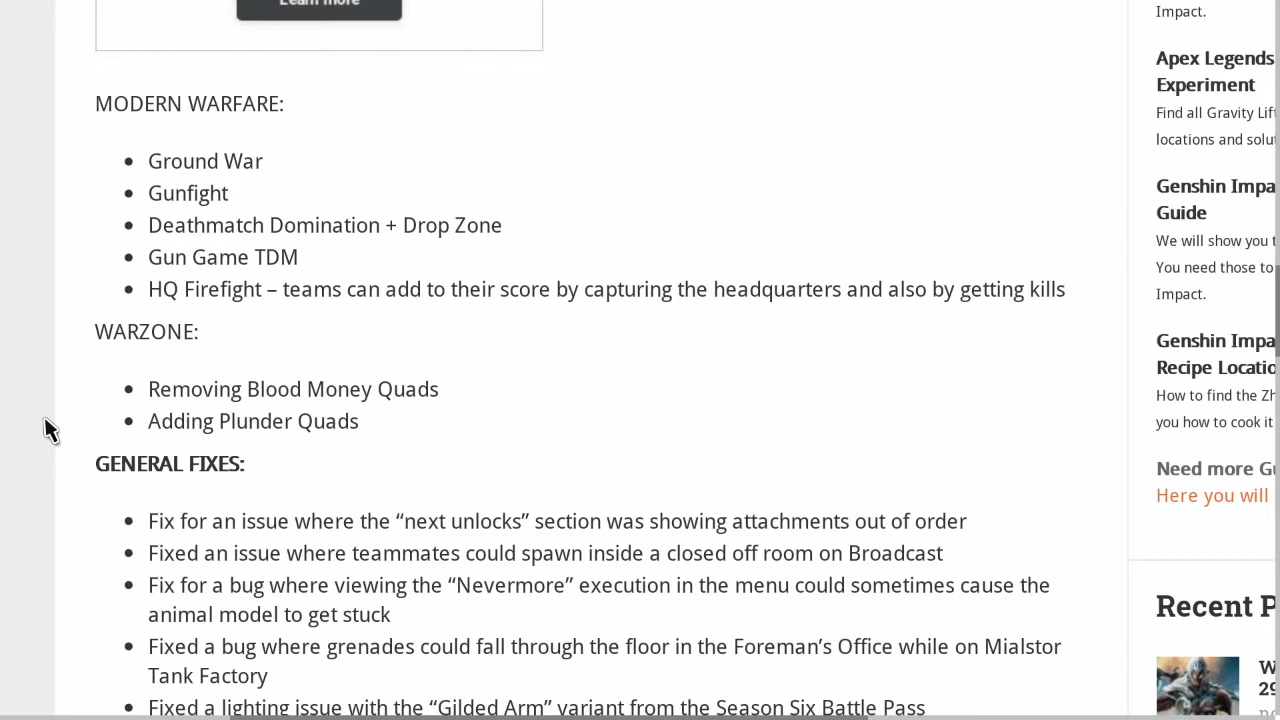 Learn more
MODERN WARFARE:
Ground War
Gunfight
Deathmatch Domination + Drop Zone
Gun Game TDM
HQ Firefight – teams can add to their score by capturing the headquarters and also by getting kills
WARZONE:
Removing Blood Money Quads
Adding Plunder Quads
GENERAL FIXES:
Fix for an issue where the “next unlocks” section was showing attachments out of order
Fixed an issue where teammates could spawn inside a closed off room on Broadcast
Fix for a bug where viewing the “Nevermore” execution in the menu could sometimes cause the
animal model to get stuck
Fixed a bug where grenades could fall through the floor in the Foreman’s Office while on Mialstor
Tank Factory
Fixed a lighting issue with the “Gilded Arm” variant from the Season Six Battle Pass
Impact.
Apex Legends
Experiment
Find all Gravity Lif
locations and solu
Genshin Impa
Guide
We will show you t
You need those to
Impact.
Genshin Impa
Recipe Locatio
How to find the Zh
you how to cook it
Need more G
Here you will
Recent P
W
29